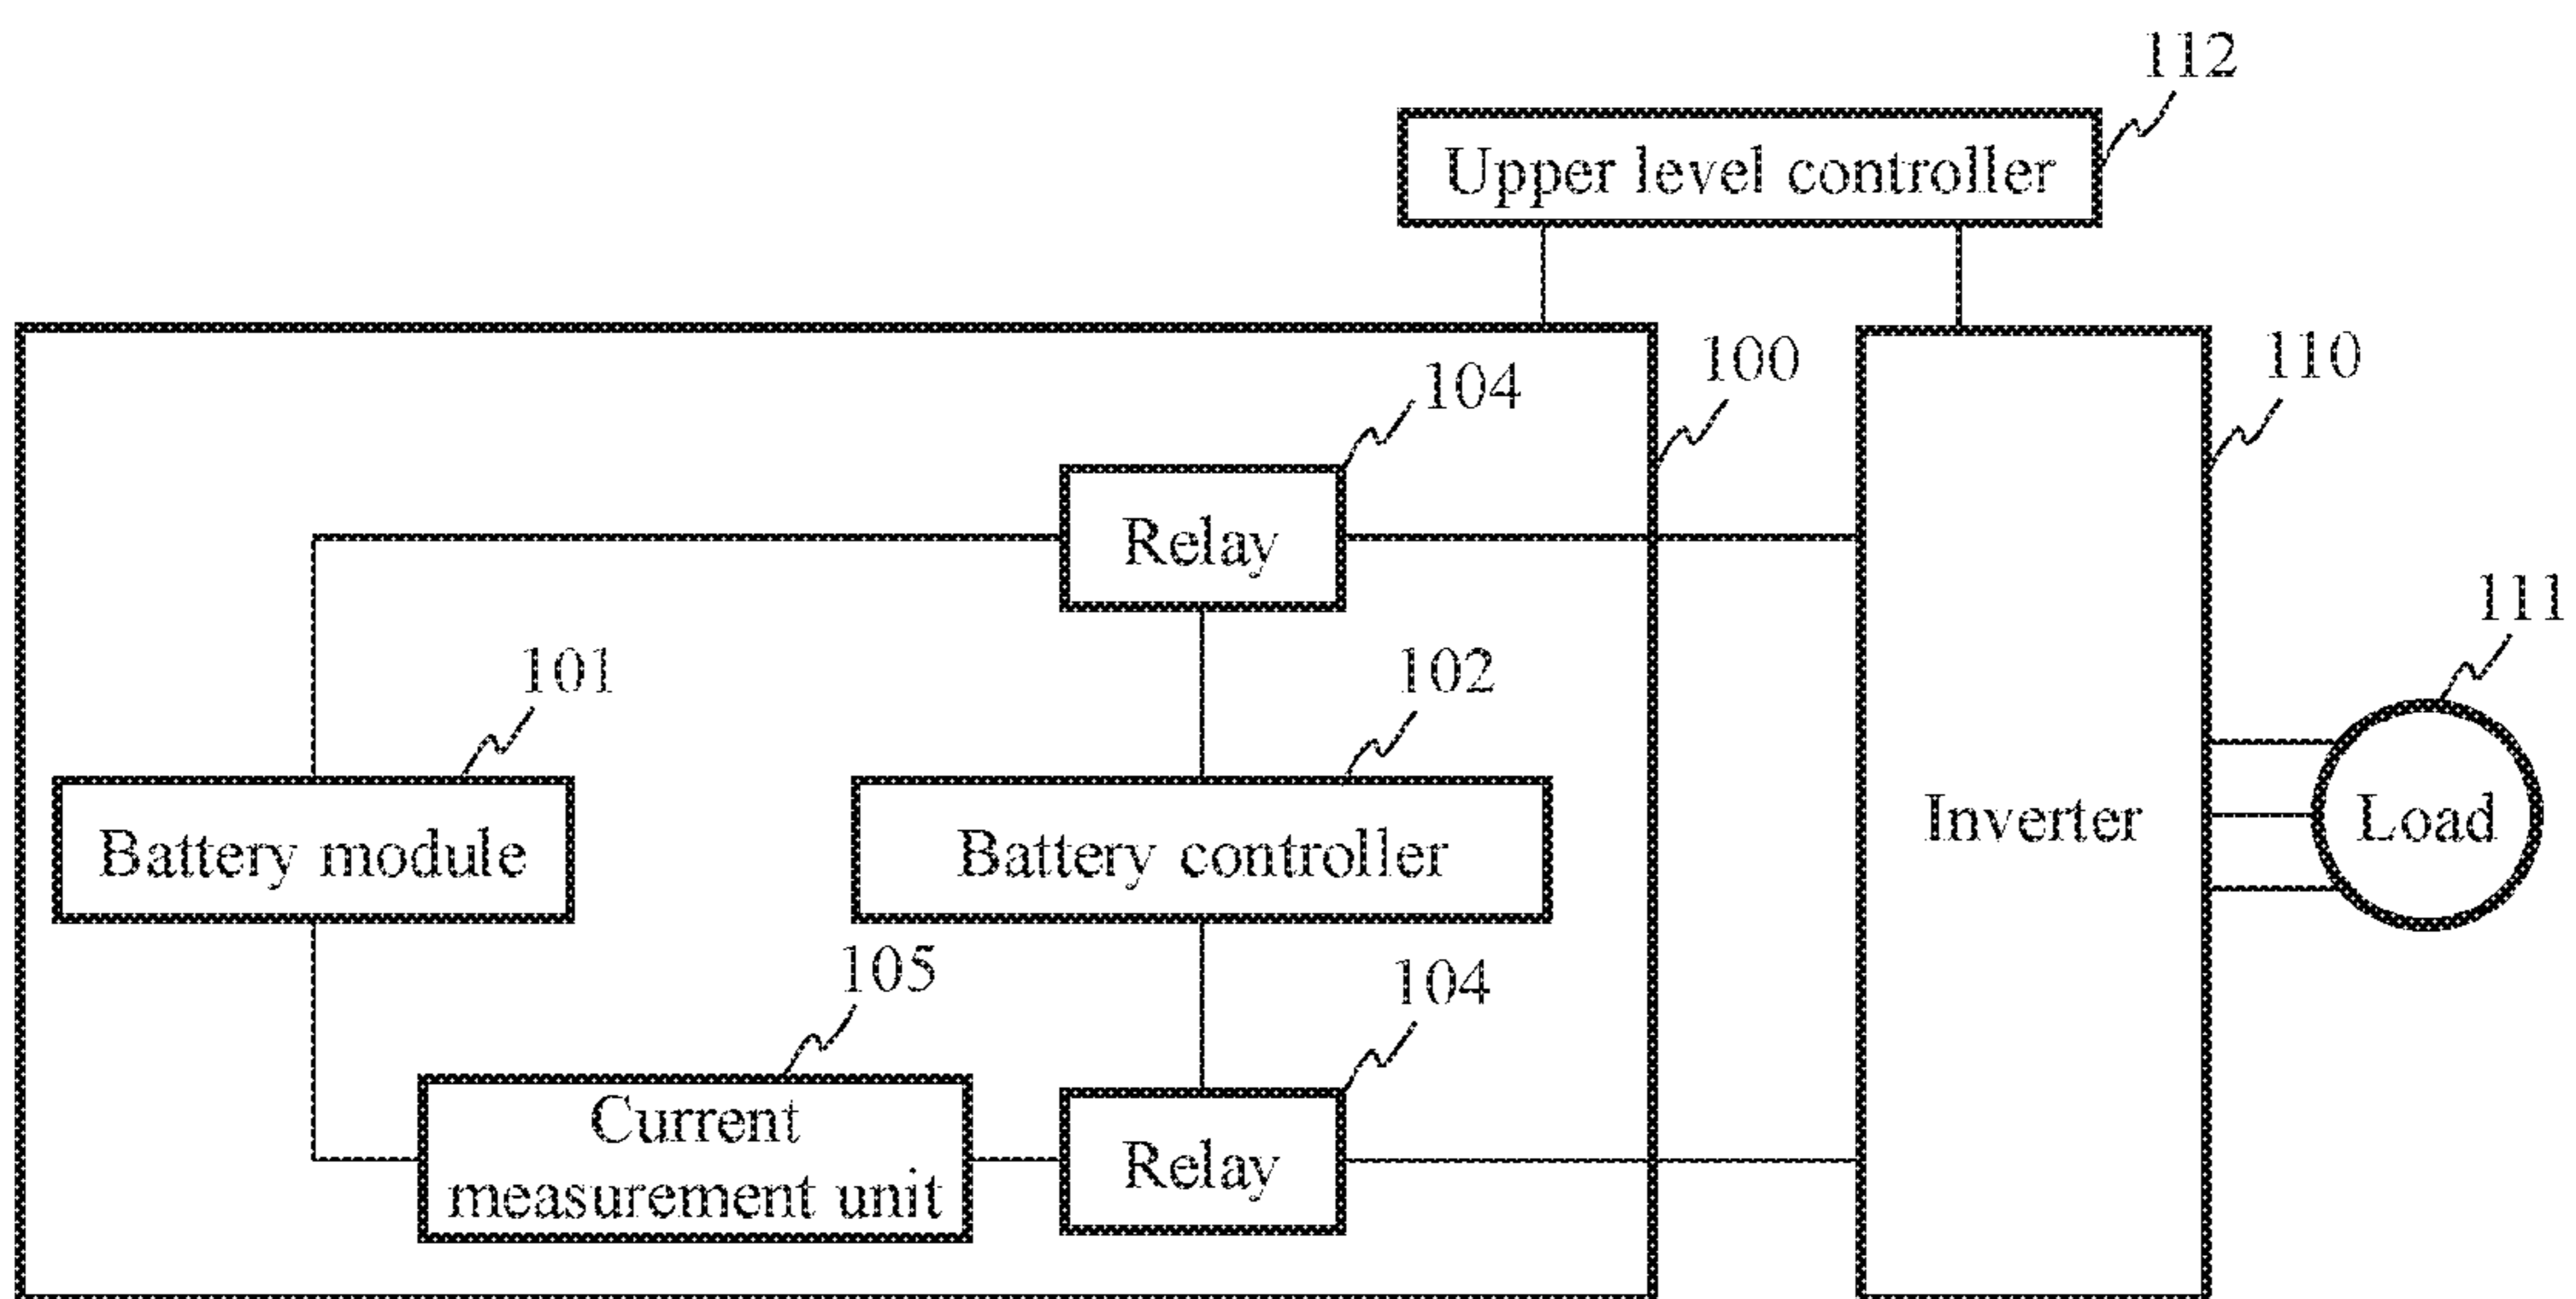 112
Upper level controller
100
110
104
Relay
111
101
102
Battery module
Battery controller
Inverter
Load
105
104
Current
measurement unit
Relay